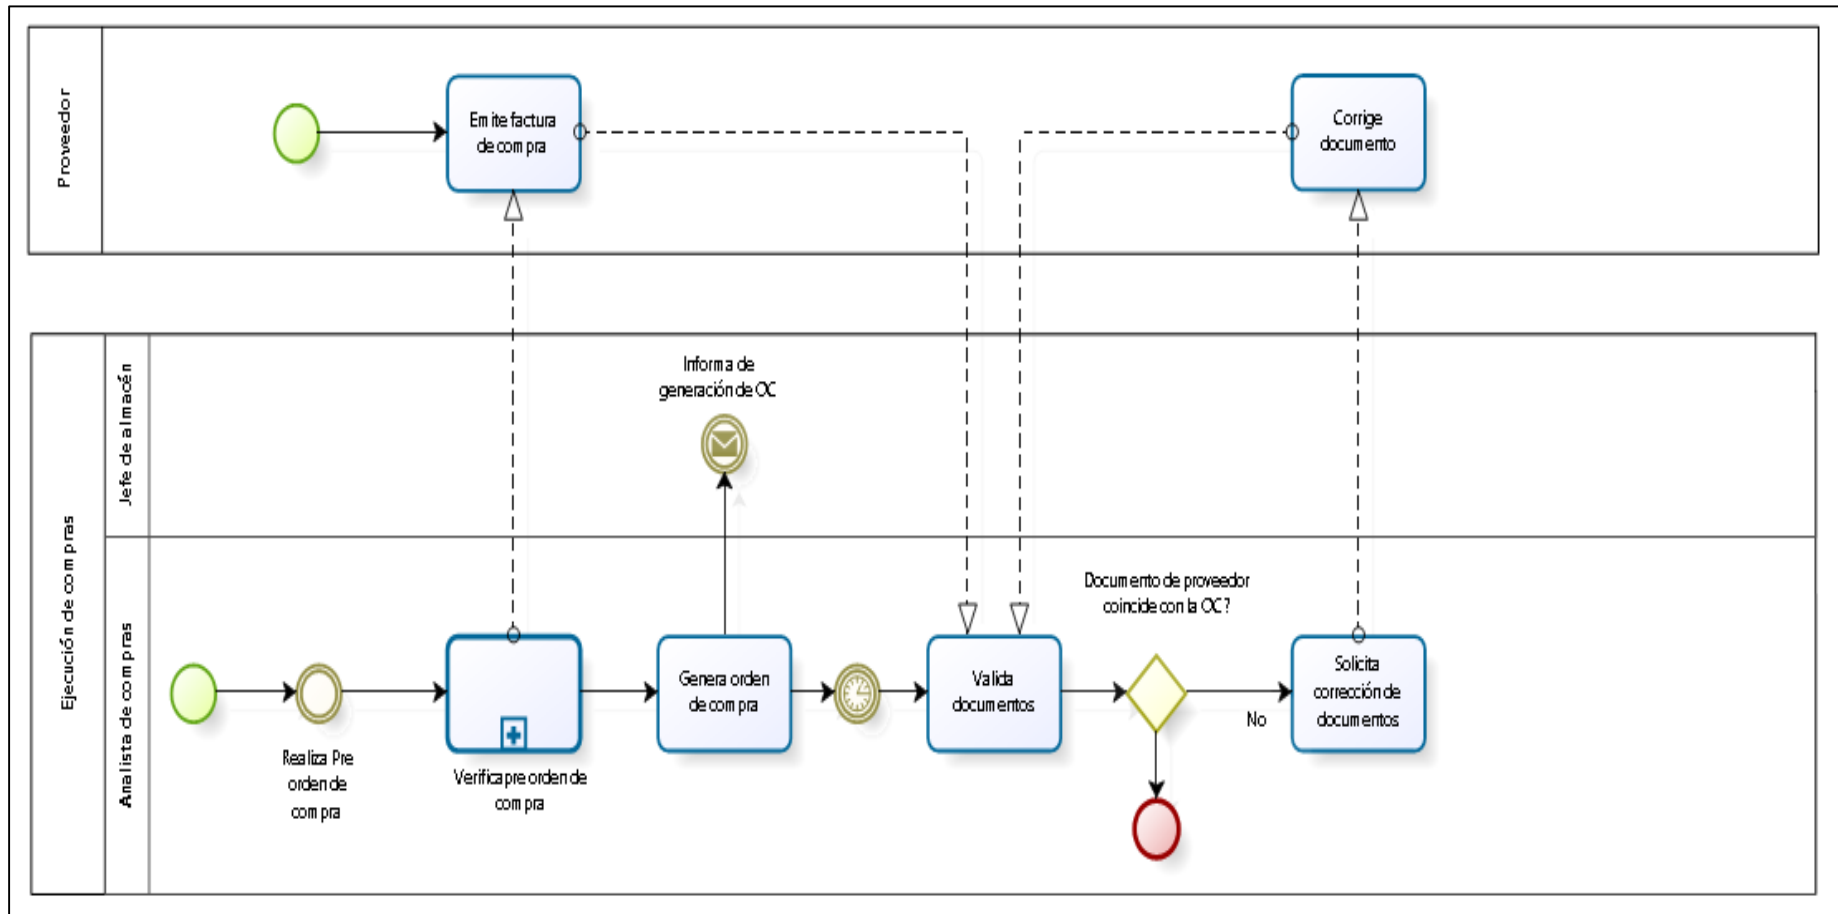 Proveedor
Emite factura
de compra
Corrige
documento
Ejecución de compras
Jefe de almacén
Informa de
generación de OC
Analista de compras
Realiza Pre
orden de
compra
Verifica pre orden de
compra
Genera orden
de compra
Valida
documentos
Documento de proveedor
coincide con la OC?
No
Solicita
corrección de
documentos